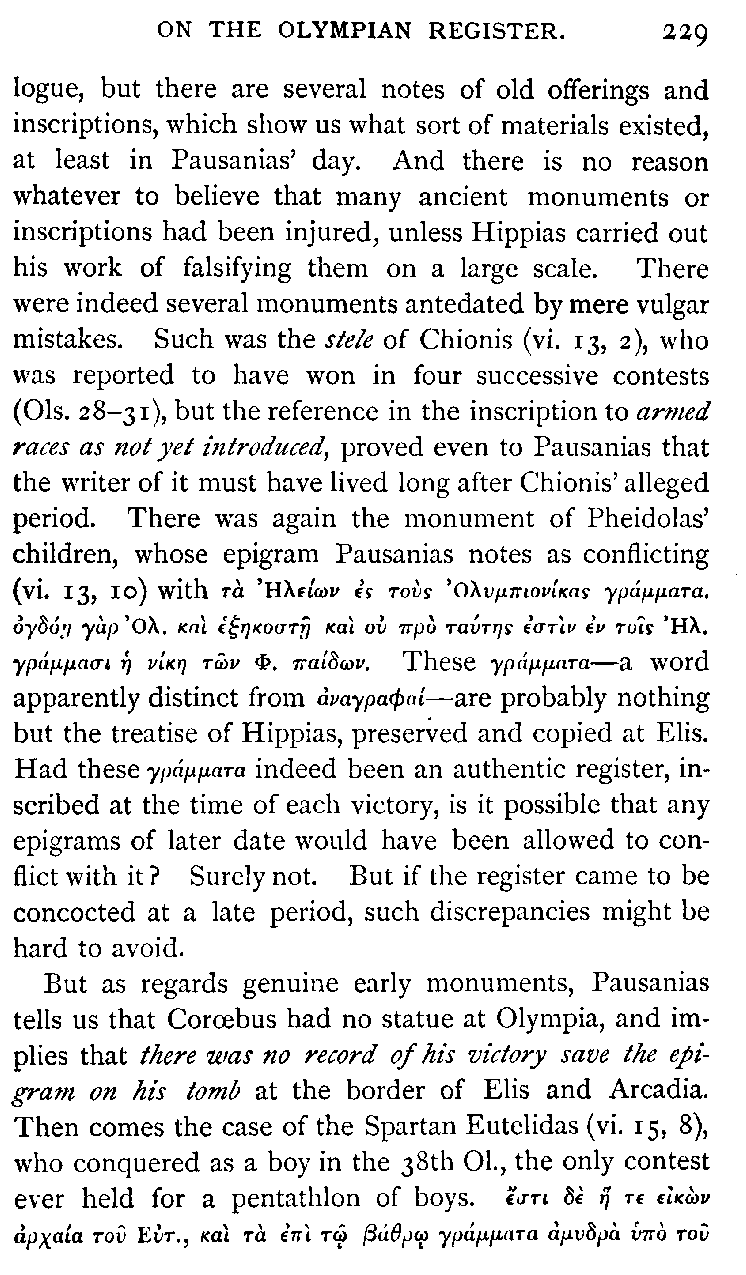 ON THE OLYMPIAN REGISTER. 229
logue, but there are several notes of old offerings and
inscriptions, which show us what sort of materials existed,
at least in Pausanias’ day. And there is no reason
whatever to believe that many ancient monuments or
inscriptions had been injured, unless Hippias carried out
his work of falsifying them on a large scale. There
were indeed several monuments antedated by mere vulgar
mistakes. Such was the stele of Chionis (vi. 13, 2), who
was reported to have won in four successive contests
(Ols. 28–31), but the reference in the inscription to armed
races as not yet introduced, proved even to Pausanias that
the writer of it must have lived long after Chionis’ alleged
period. There was again the monument of Pheidolas’
children, whose epigram Pausanias notes as conflicting
(vi. 13, 10) with τὰ Ἠλείων ἐς τοὺς Ὀλυμπιονίκας γράμματα.
ὀγδόῃ γὰρ Ὀλ. καὶ ἑξηκοστῇ καὶ οὐ πρὸ ταύτης ἐστὶν ἐν τοῖς Ἠλ.
γράμμασι ἡ νίκη τῶν Φ. παίδων. These γράμματα—a word
apparently distinct from ἀναγραφαί—are probably nothing
but the treatise of Hippias, preserved and copied at Elis.
Had these γράμματα indeed been an authentic register, in-
scribed at the time of each victory, is it possible that any
epigrams of later date would have been allowed to con-
flict with it? Surely not. But if the register came to be
concocted at a late period, such discrepancies might be
hard to avoid.
But as regards genuine early monuments, Pausanias
tells us that Corœbus had no statue at Olympia, and im-
plies that there was no record of his victory save the epi-
gram on his tomb at the border of Elis and Arcadia.
Then comes the case of the Spartan Eutelidas (vi. 15, 8),
who conquered as a boy in the 38th Ol., the only contest
ever held for a pentathlon of boys. ἔστι δὲ ἥ τε εἰκὼν
ἀρχαία τοῦ Εὐτ., καὶ τὰ ἐπὶ τῷ βάθρῳ γράμματα ἀμυδρὰ ὑπὸ τοῦ